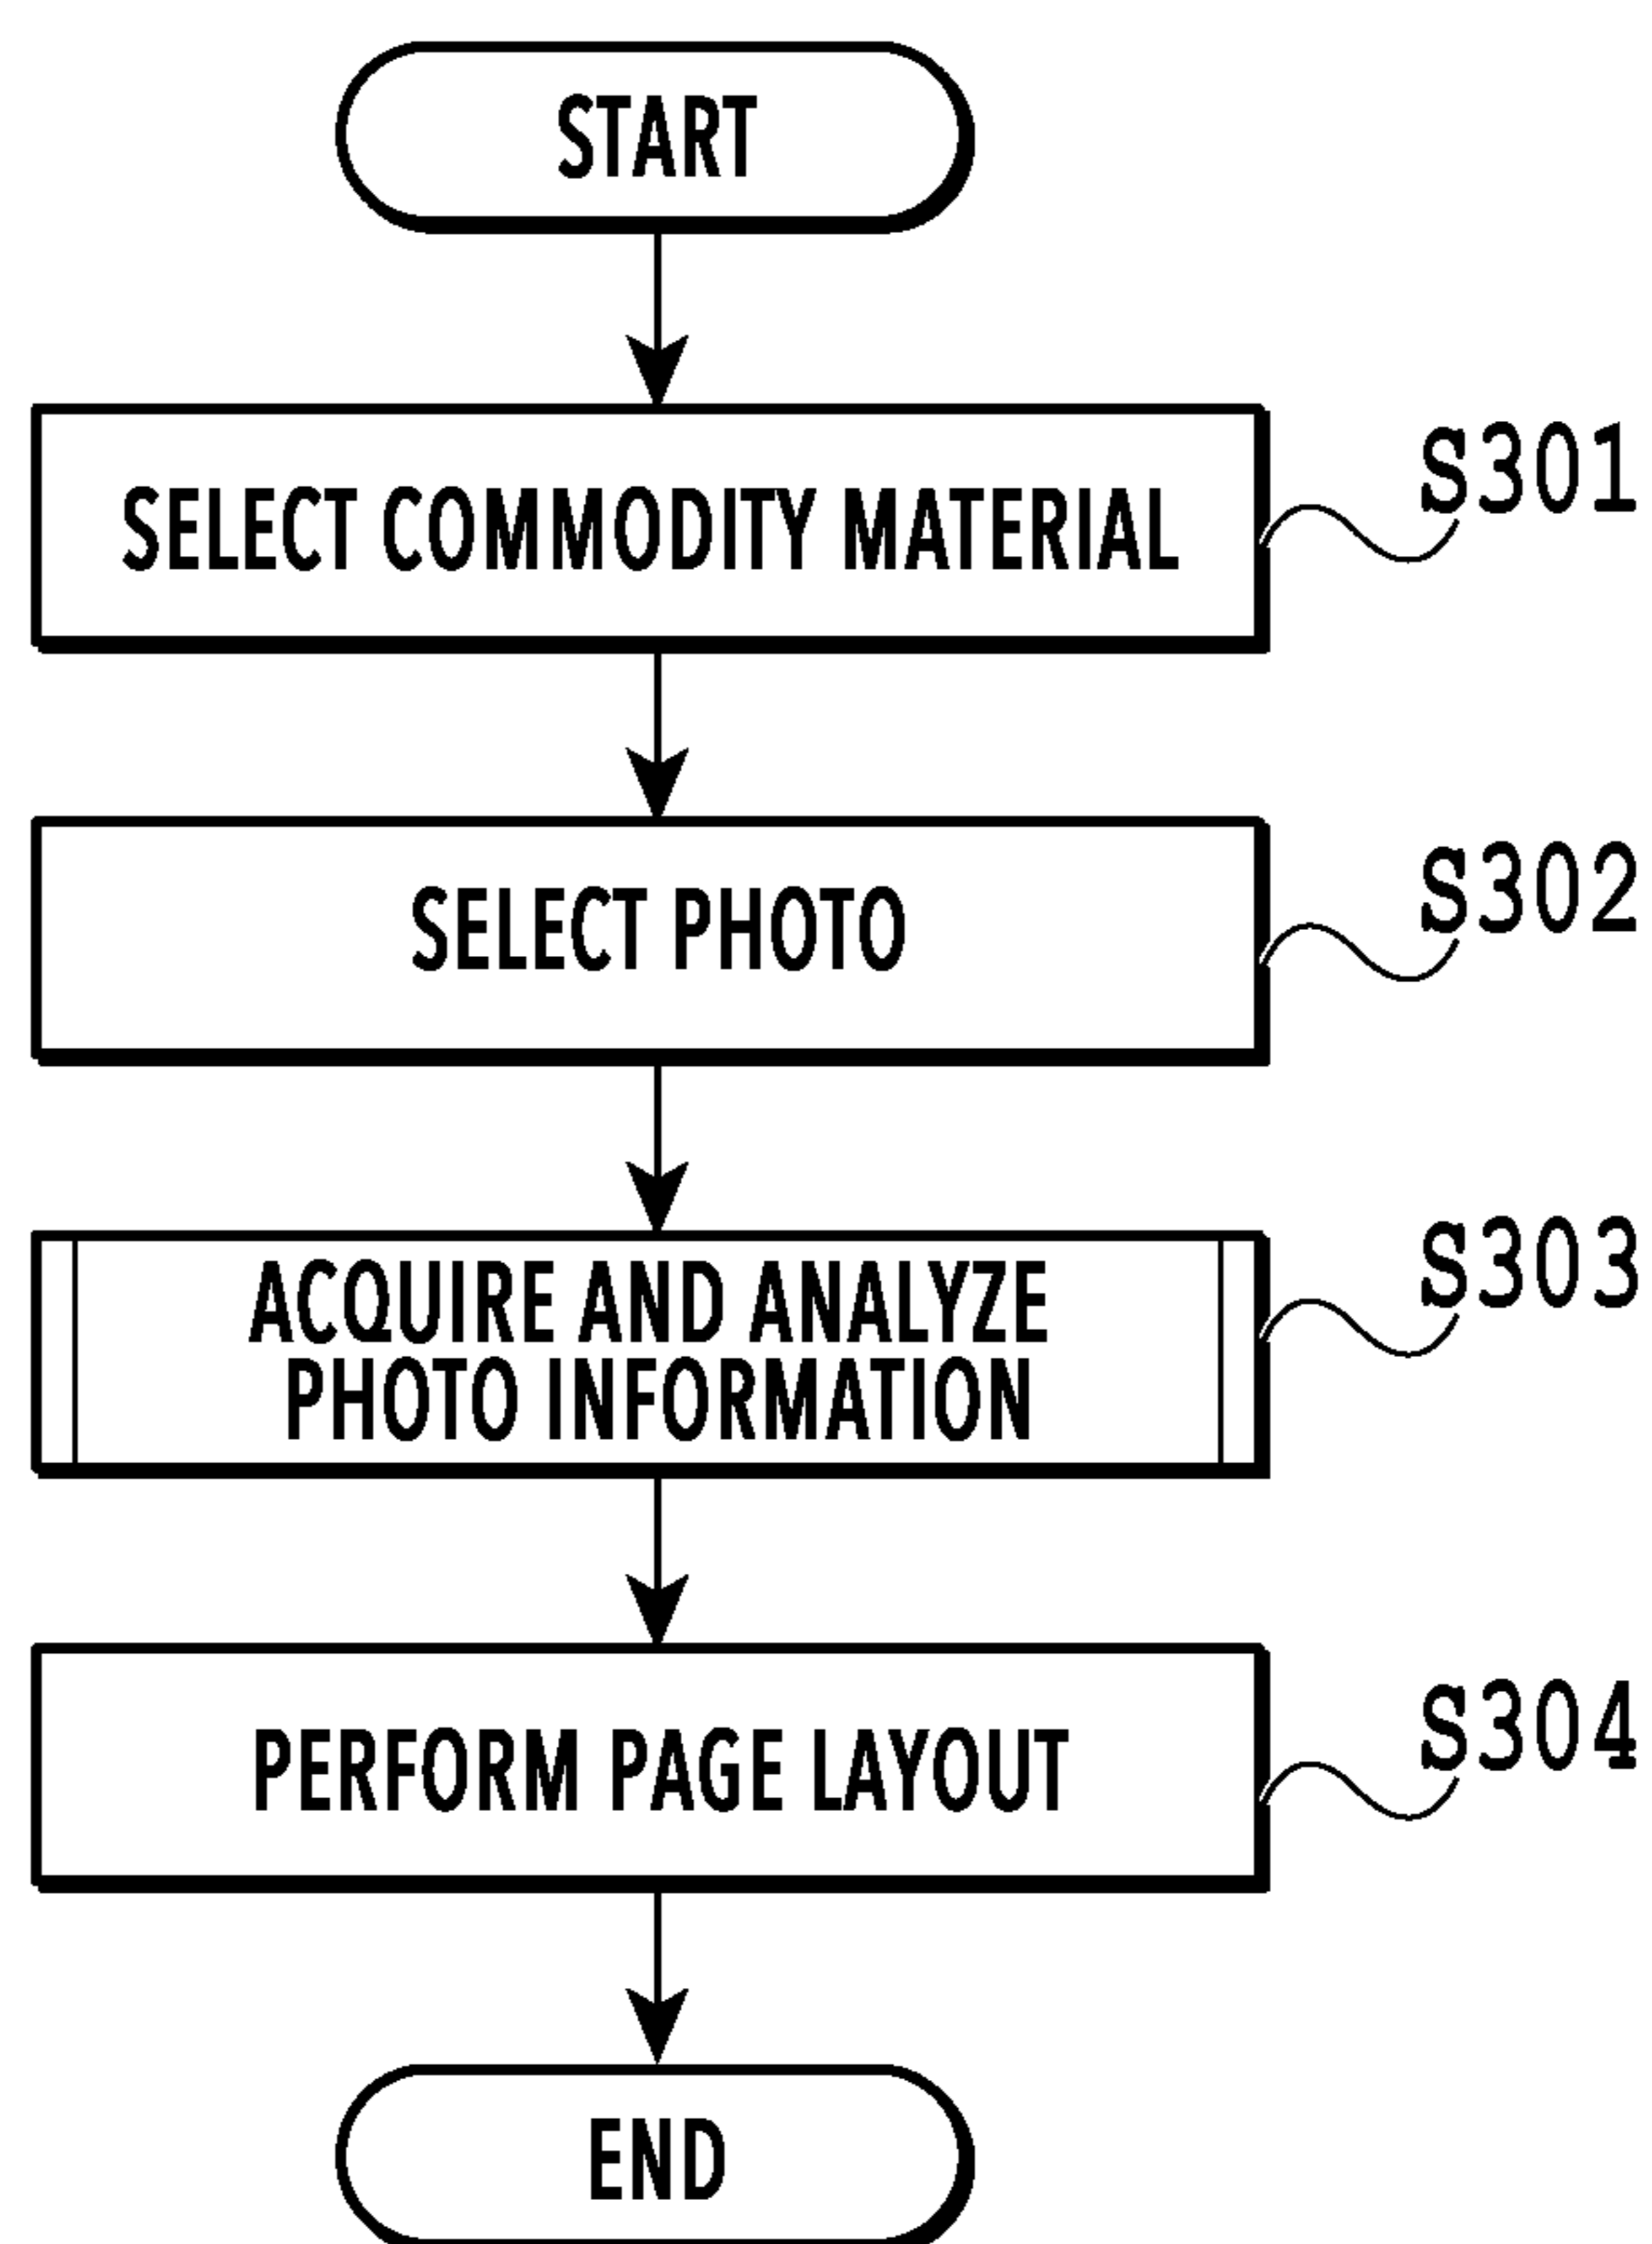 START
SELECT COMMODITY MATERIAL
S301
SELECT PHOTO
S302
ACQUIRE AND ANALYZE
PHOTO INFORMATION
S303
PERFORM PAGE LAYOUT
S304
END